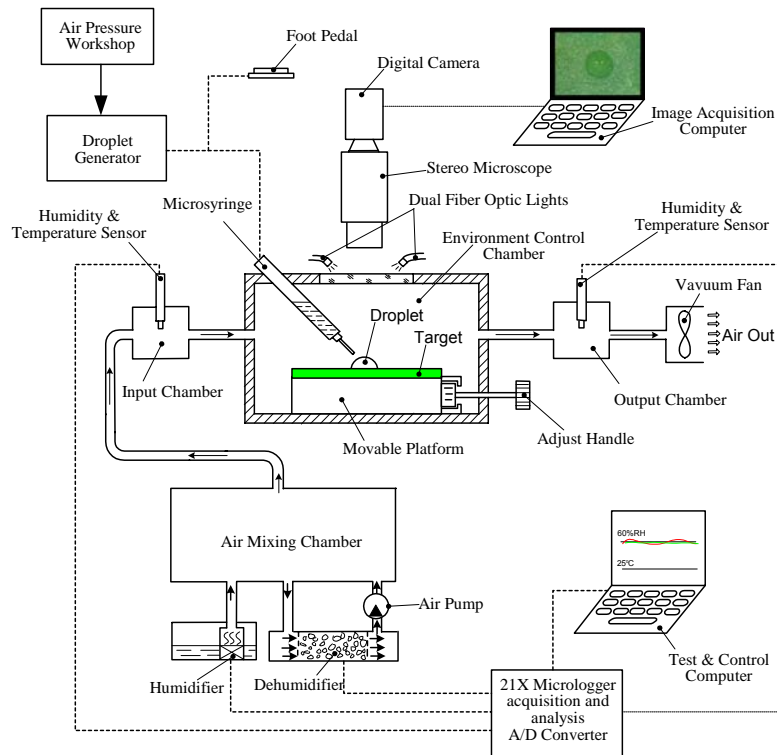 Air Pressure
Workshop
Foot Pedal
Digital Camera
Droplet
Generator
Image Acquisition
Computer
Stereo Microscope
Microsyringe
Dual Fiber Optic Lights
Humidity &
Temperature Sensor
Environment Control
Chamber
Humidity &
Temperature Sensor
Vavuum Fan
Droplet
Target
Air Out
Input Chamber
Output Chamber
Movable Platform
Adjust Handle
Air Mixing Chamber
60%RH
25°C
Air Pump
Humidifier
Dehumidifier
Test & Control
Computer
21X Micrologger
acquisition and
analysis
A/D Converter